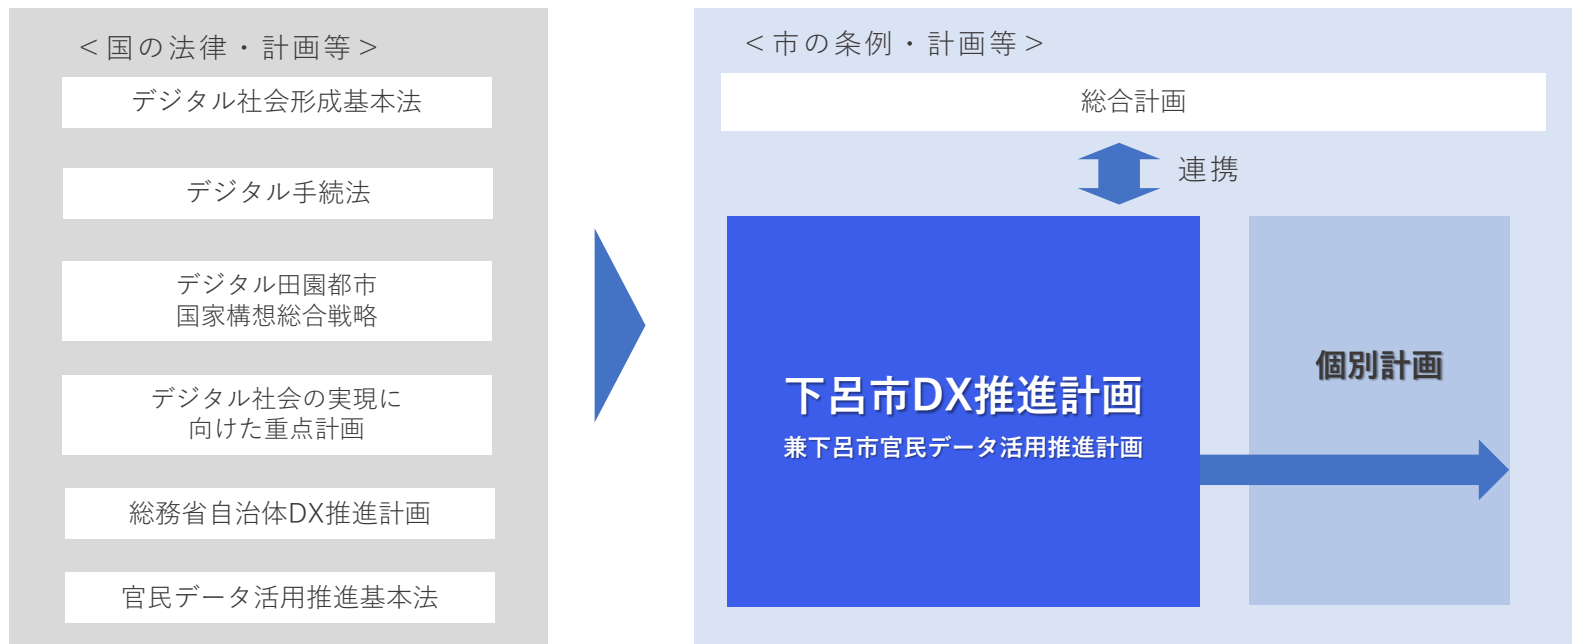 ＜国の法律・計画等＞
デジタル社会形成基本法
デジタル手続法
デジタル田園都市
国家構想総合戦略
デジタル社会の実現に
向けた重点計画
総務省自治体DX推進計画
官民データ活用推進基本法
＜市の条例・計画等＞
総合計画
連携
下呂市DX推進計画
兼下呂市官民データ活用推進計画
個別計画